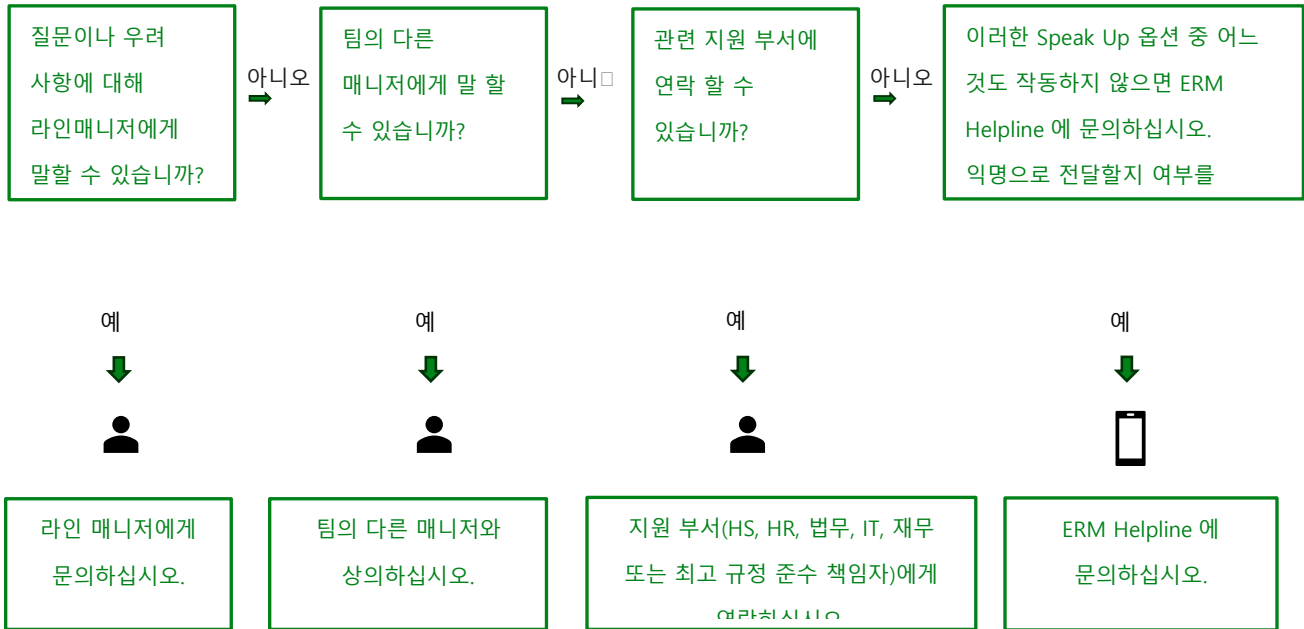 질문이나 우려
사항에 대해
라인매니저에게
말할 수 있습니까?
아니오
팀의 다른
매니저에게 말 할
수 있습니까?
아니□
관련 지원 부서에
연락 할 수
있습니까?
아니오
이러한 Speak Up 옵션 중 어느
것도 작동하지 않으면 ERM
Helpline 에 문의하십시오.
익명으로 전달할지 여부를
예
예
예
예
라인 매니저에게
문의하십시오.
팀의 다른 매니저와
상의하십시오.
지원 부서(HS, HR, 법무, IT, 재무
또는 최고 규정 준수 책임자)에게
ERM Helpline 에
문의하십시오.